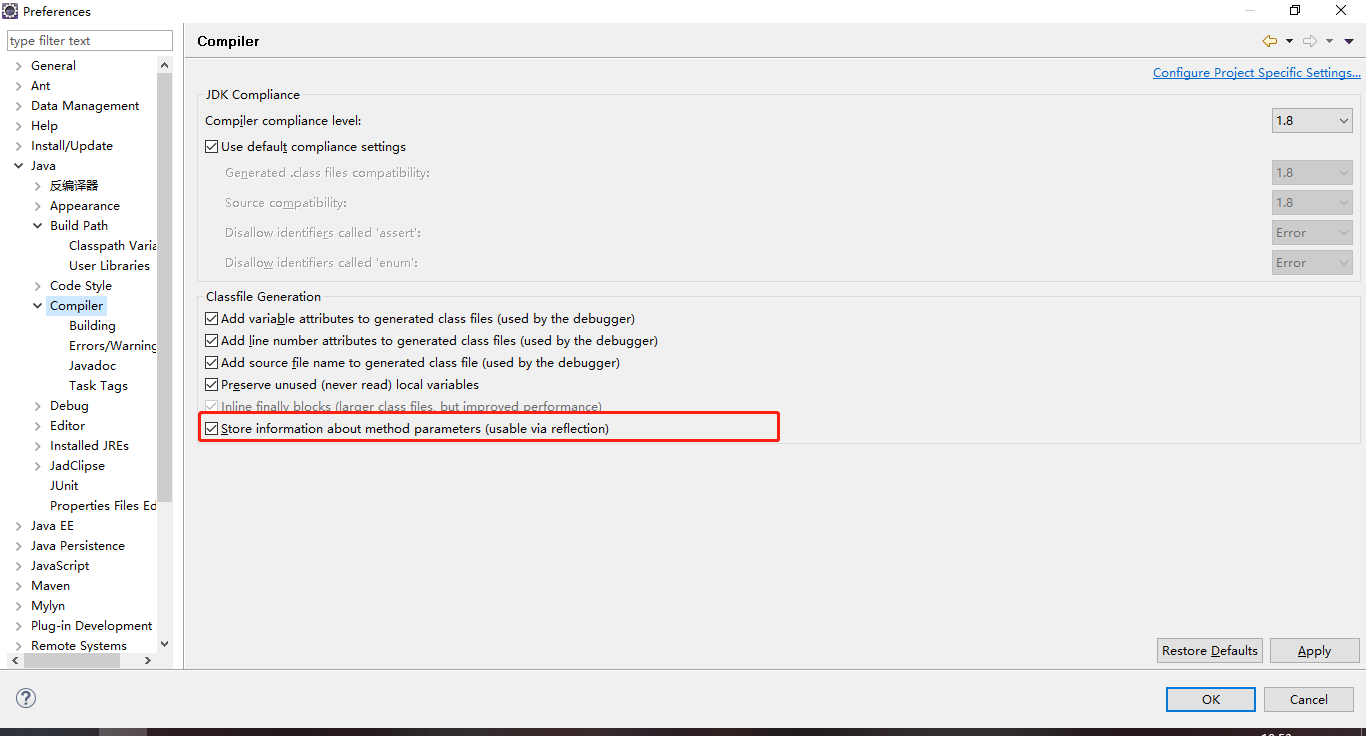 Preferences
type filter text
General
Ant
Data Management
Help
Install/Update
Java
反编译器
Appearance
Build Path
Classpath Varia
User Libraries
Code Style
Compiler
Building
Errors/Warning
Javadoc
Task Tags
Debug
Editor
Installed JREs
JadClipse
JUnit
Properties Files Ed
Java EE
Java Persistence
JavaScript
Maven
Mylyn
Plug-in Development
Remote Systems
Compiler
Configure Project Specific Settings...
JDK Compliance
Compiler compliance level: 1.8
Use default compliance settings
Generated .class files compatibility: 1.8
Source compatibility: 1.8
Disallow identifiers called 'assert': Error
Disallow identifiers called 'enum': Error
Classfile Generation
Add variable attributes to generated class files (used by the debugger)
Add line number attributes to generated class files (used by the debugger)
Add source file name to generated class file (used by the debugger)
Preserve unused (never read) local variables
Inline finally blocks (larger class files, but improved performance)
Store information about method parameters (usable via reflection)
Restore Defaults Apply
? OK Cancel